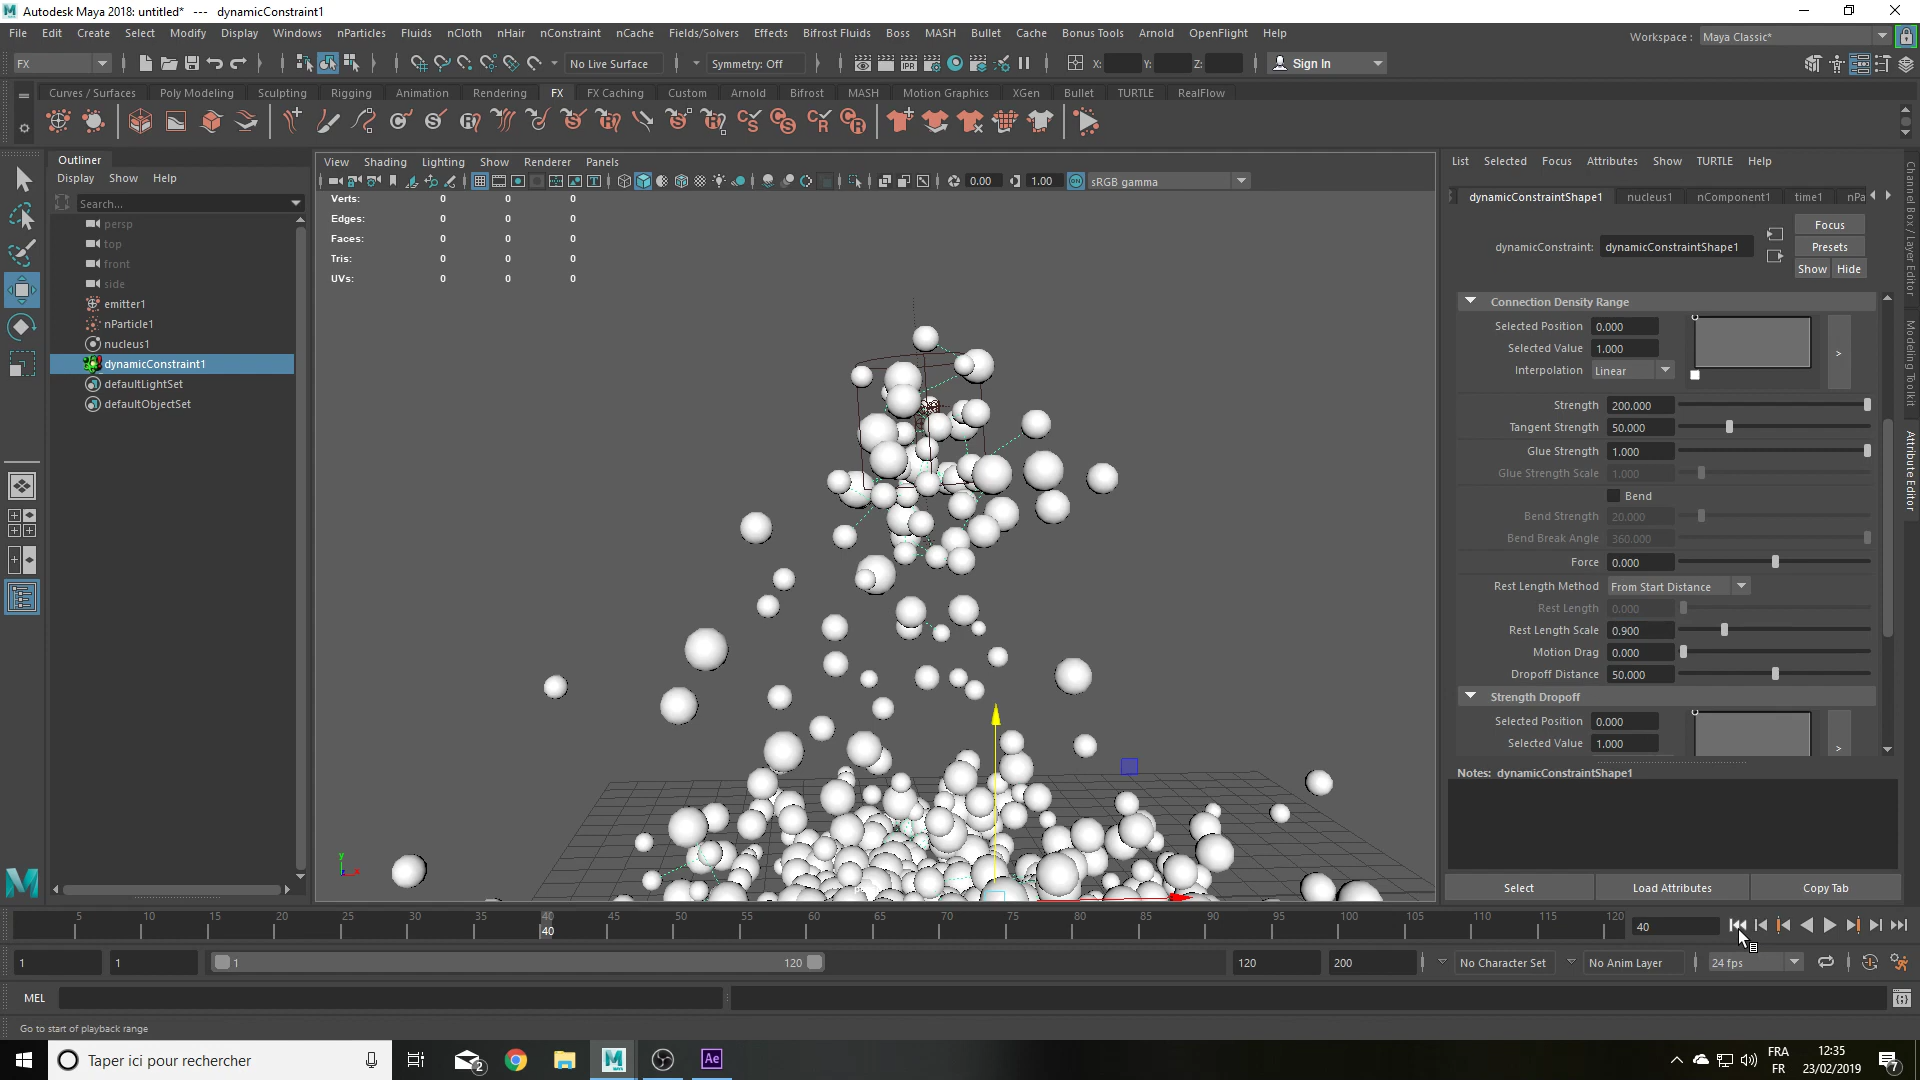 Autodesk Maya 2018: untitled*   ---   dynamicConstraint1
File Edit Create Select Modify Display Windows nParticles Fluids nCloth nHair nConstraint nCache Fields/Solvers Effects Bifrost Fluids Boss MASH Bullet Cache Bonus Tools Arnold OpenFlight Help
Workspace : Maya Classic*
FX No Live Surface Symmetry: Off X: Y: Z: Sign In
Curves / Surfaces Poly Modeling Sculpting Rigging Animation Rendering FX FX Caching Custom Arnold Bifrost MASH Motion Graphics XGen Bullet TURTLE RealFlow
Outliner
Display Show Help
Search...
persp
top
front
side
emitter1
nParticle1
nucleus1
dynamicConstraint1
defaultLightSet
defaultObjectSet
View Shading Lighting Show Renderer Panels
0.00 1.00 ON sRGB gamma
Verts: 0 0 0
Edges: 0 0 0
Faces: 0 0 0
Tris: 0 0 0
UVs: 0 0 0
y
x
List Selected Focus Attributes Show TURTLE Help
dynamicConstraintShape1 nucleus1 nComponent1 time1 nPa
Focus
dynamicConstraint: dynamicConstraintShape1 Presets
Show Hide
Connection Density Range
Selected Position 0.000
Selected Value 1.000
Interpolation Linear
>
Strength 200.000
Tangent Strength 50.000
Glue Strength 1.000
Glue Strength Scale 1.000
Bend
Bend Strength 20.000
Bend Break Angle 360.000
Force 0.000
Rest Length Method From Start Distance
Rest Length 0.000
Rest Length Scale 0.900
Motion Drag 0.000
Dropoff Distance 50.000
Strength Dropoff
Selected Position 0.000
Selected Value 1.000
>
Notes: dynamicConstraintShape1
Select Load Attributes Copy Tab
Channel Box / Layer Editor
Modeling Toolkit
Attribute Editor
5 10 15 20 25 30 35 40 45 50 55 60 65 70 75 80 85 90 95 100 105 110 115 120
40
40
1 1 1 120 120 200 No Character Set No Anim Layer 24 fps
MEL
Go to start of playback range
Taper ici pour rechercher
2
Ae
FRA
FR
12:35
23/02/2019
7